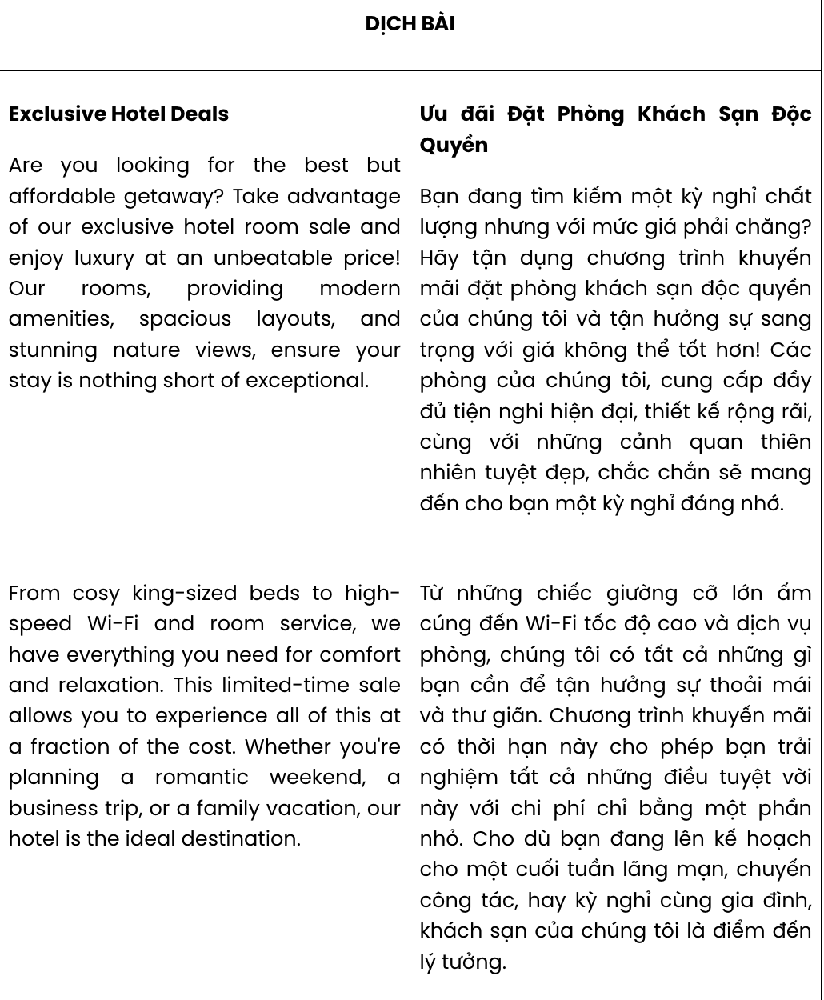 DỊCH BÀI
Exclusive Hotel Deals
Are you looking for the best but
affordable getaway? Take advantage
of our exclusive hotel room sale and
enjoy luxury at an unbeatable price!
Our rooms, providing modern
amenities, spacious layouts, and
stunning nature views, ensure your
stay is nothing short of exceptional.
From cosy king-sized beds to high-
speed Wi-Fi and room service, we
have everything you need for comfort
and relaxation. This limited-time sale
allows you to experience all of this at
a fraction of the cost. Whether you're
planning a romantic weekend, a
business trip, or a family vacation, our
hotel is the ideal destination.
Ưu đãi Đặt Phòng Khách Sạn Độc
Quyền
Bạn đang tìm kiếm một kỳ nghỉ chất
lượng nhưng với mức giá phải chăng?
Hãy tận dụng chương trình khuyến
mãi đặt phòng khách sạn độc quyền
của chúng tôi và tận hưởng sự sang
trọng với giá không thể tốt hơn! Các
phòng của chúng tôi, cung cấp đầy
đủ tiện nghi hiện đại, thiết kế rộng rãi,
cùng với những cảnh quan thiên
nhiên tuyệt đẹp, chắc chắn sẽ mang
đến cho bạn một kỳ nghỉ đáng nhớ.
Từ những chiếc giường cỡ lớn ấm
cúng đến Wi-Fi tốc độ cao và dịch vụ
phòng, chúng tôi có tất cả những gì
bạn cần để tận hưởng sự thoải mái
và thư giãn. Chương trình khuyến mãi
có thời hạn này cho phép bạn trải
nghiệm tất cả những điều tuyệt vời
này với chi phí chỉ bằng một phần
nhỏ. Cho dù bạn đang lên kế hoạch
cho một cuối tuần lãng mạn, chuyến
công tác, hay kỳ nghỉ cùng gia đình,
khách sạn của chúng tôi là điểm đến
lý tưởng.